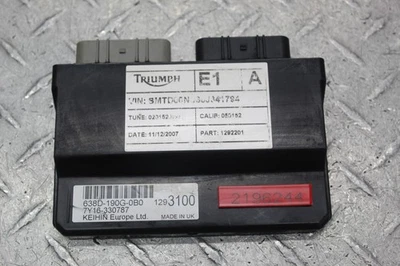 TRIUMPH E1 A
VIN:
TUNE: CALIB:
DATE: 11/12/2007 PART: 1292201
638D-190G-0B0 1293100
7Y16-330787
KEIHIN Europe Ltd. MADE IN UK